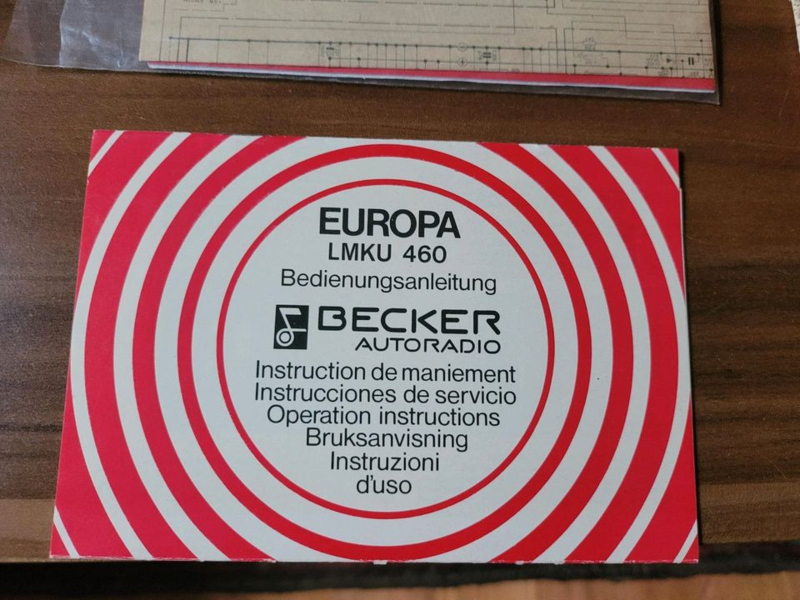 EUROPA
LMKU 460
Bedienungsanleitung
BECKER
AUTORADIO
Instruction de maniement
Instrucciones de servicio
Operation instructions
Bruksanvisning
Instruzioni
d'uso